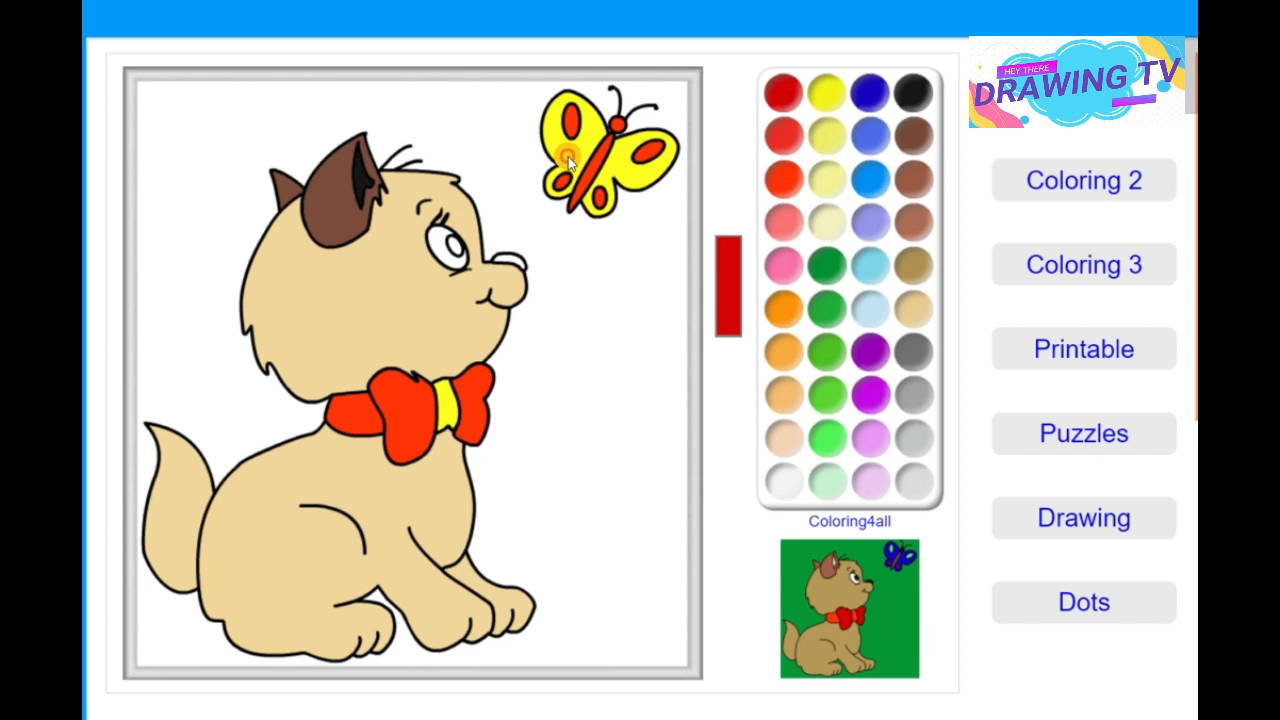 HEY THERE
DRAWING TV
Coloring 2
Coloring 3
Printable
Puzzles
Coloring4all
Drawing
Dots